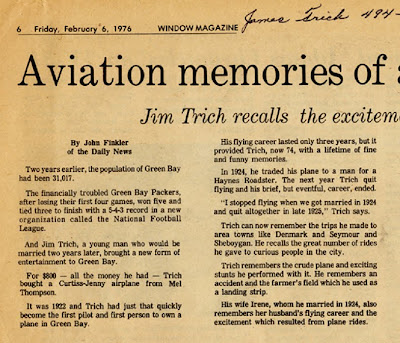 6 Friday, February 6, 1976 WINDOW MAGAZINE James Trich 494-
Aviation memories of
Jim Trich recalls the excitem
By John Finkler
of the Daily News
Two years earlier, the population of Green Bay
had been 31,017.
The financially troubled Green Bay Packers,
after losing their first four games, won five and
tied three to finish with a 5-4-3 record in a new
organization called the National Football
League.
And Jim Trich, a young man who would be
married two years later, brought a new form of
entertainment to Green Bay.
For $800 — all the money he had — Trich
bought a Curtiss-Jenny airplane from Mel
Thompson.
It was 1922 and Trich had just that quickly
become the first pilot and first person to own a
plane in Green Bay.
His flying career lasted only three years, but it
provided Trich, now 74, with a lifetime of fine
and funny memories.
In 1924, he traded his plane to a man for a
Haynes Roadster. The next year Trich quit
flying and his brief, but eventful, career, ended.
"I stopped flying when we got married in 1924
and quit altogether in late 1925," Trich says.
Trich can now remember the trips he made to
area towns like Denmark and Seymour and
Sheboygan. He recalls the great number of rides
he gave to curious people in the city.
Trich remembers the crude plane and exciting
stunts he performed with it. He remembers an
accident and the farmer's field which he used as
a landing strip.
His wife Irene, whom he married in 1924, also
remembers her husband's flying career and the
excitement which resulted from plane rides.